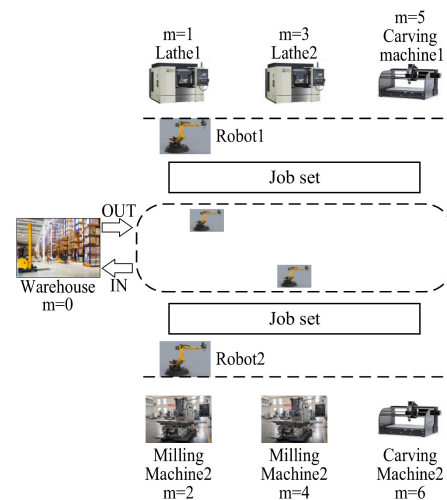 m=1
Lathe1
m=3
Lathe2
m=5
Carving
machine1
Robot1
Job set
OUT
IN
Warehouse
m=0
Job set
Robot2
Milling
Machine2
m=2
Milling
Machine2
m=4
Carving
Machine2
m=6